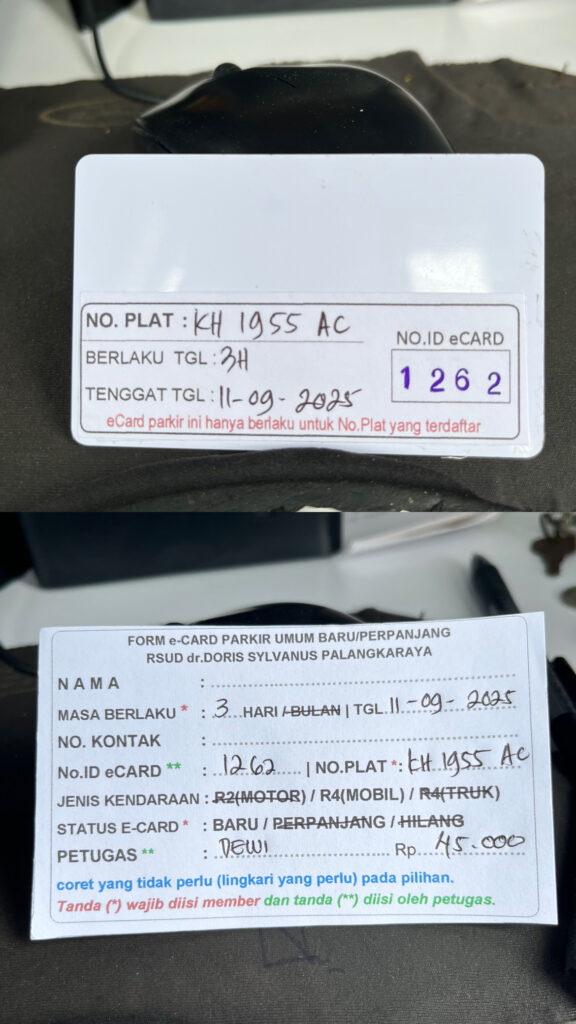 NO. PLAT : KH 1955 AC
BERLAKU TGL : 3H
TENGGAT TGL : 11-09-2025
NO.ID eCARD
1 2 6 2
eCard parkir ini hanya berlaku untuk No.Plat yang terdaftar
FORM e-CARD PARKIR UMUM BARU/PERPANJANG
RSUD dr.DORIS SYLVANUS PALANGKARAYA
N A M A :
MASA BERLAKU * : 3 HARI / BULAN | TGL 11-09-2025
NO. KONTAK :
No.ID eCARD ** : 1262 | NO.PLAT *: KH 1955 AC
JENIS KENDARAAN : R2(MOTOR) / R4(MOBIL) / R4(TRUK)
STATUS E-CARD * : BARU / PERPANJANG / HILANG
PETUGAS ** : DEWI Rp. 45.000
coret yang tidak perlu (lingkari yang perlu) pada pilihan.
Tanda (*) wajib diisi member dan tanda (**) diisi oleh petugas.